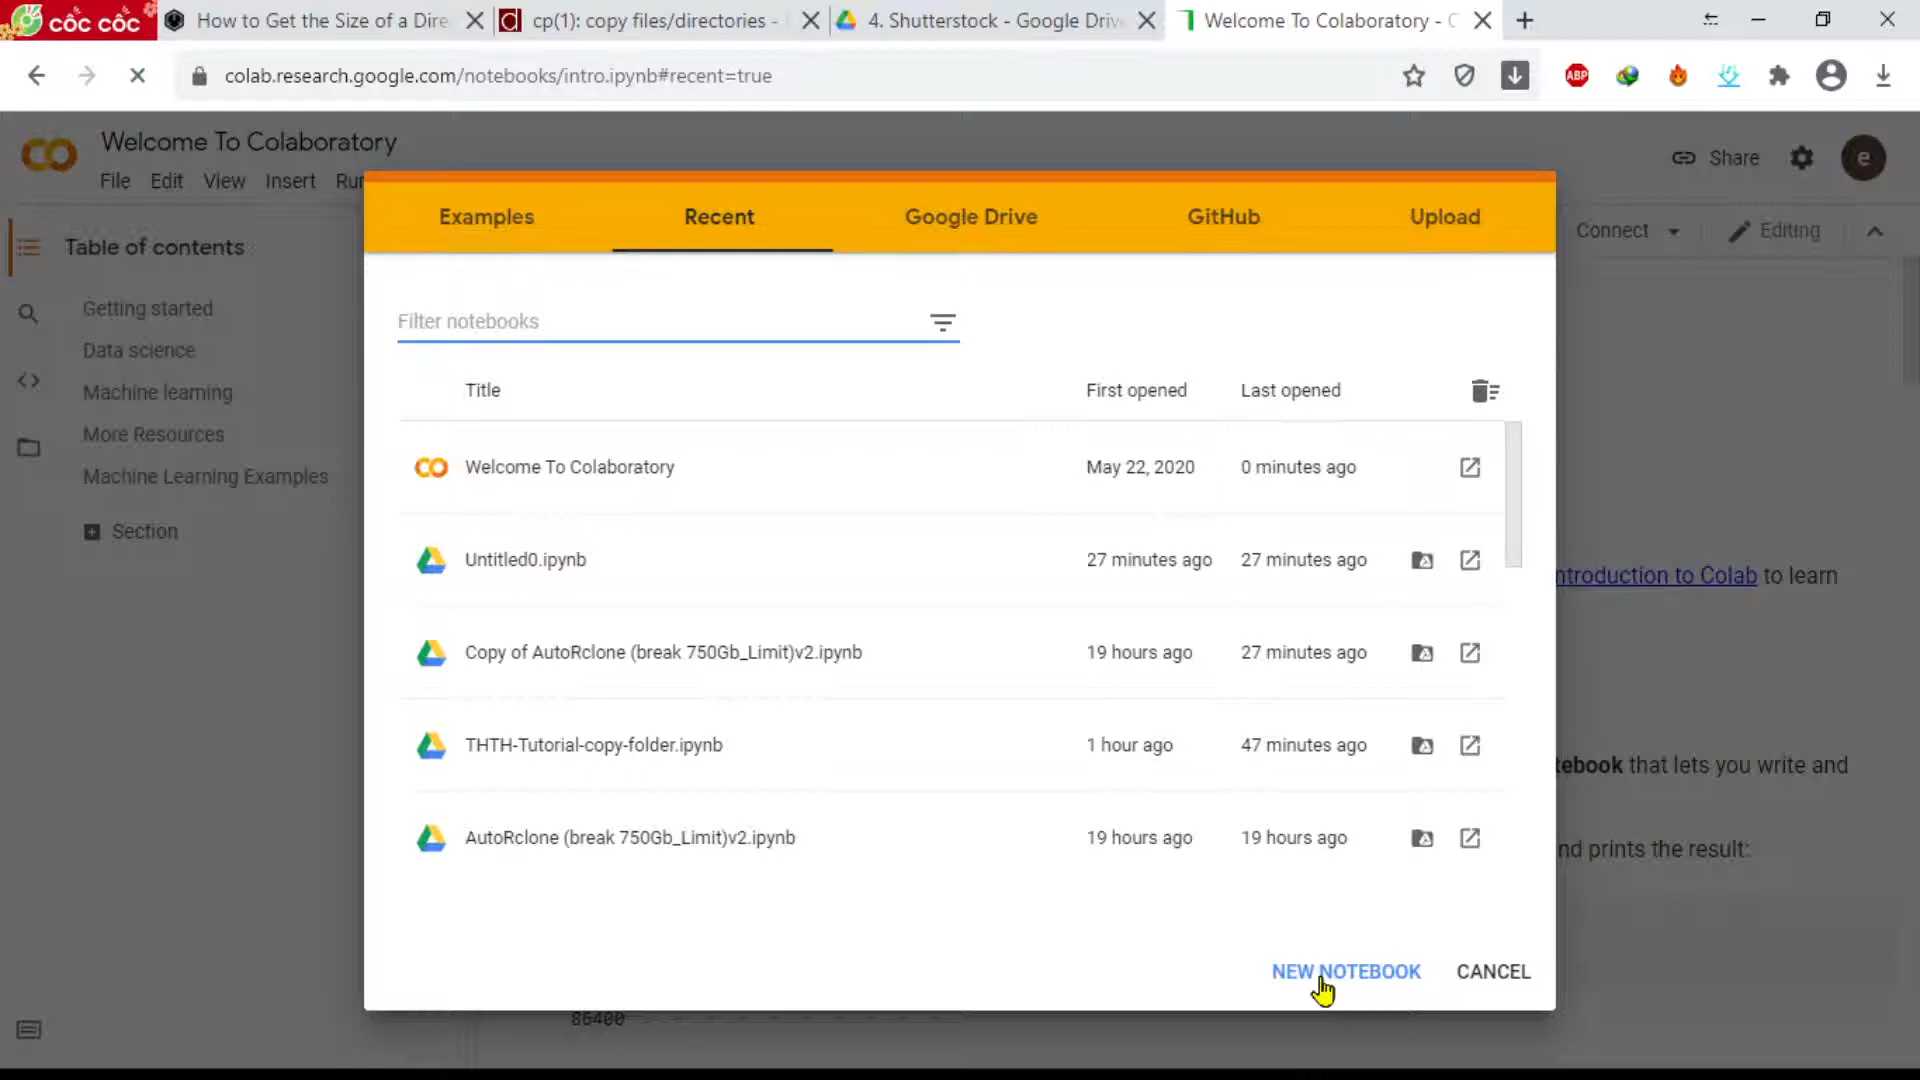 cốc cốc
How to Get the Size of a Dire
cp(1): copy files/directories -
4. Shutterstock - Google Driv
Welcome To Colaboratory - C
colab.research.google.com/notebooks/intro.ipynb#recent=true
ABP
Welcome To Colaboratory
Share
e
File Edit View Insert Run
Examples
Recent
Google Drive
GitHub
Upload
Connect
Editing
Table of contents
Getting started
Data science
Machine learning
More Resources
Machine Learning Examples
Section
Filter notebooks
Title First opened Last opened
Welcome To Colaboratory May 22, 2020 0 minutes ago
Untitled0.ipynb 27 minutes ago 27 minutes ago
Copy of AutoRclone (break 750Gb_Limit)v2.ipynb 19 hours ago 27 minutes ago
THTH-Tutorial-copy-folder.ipynb 1 hour ago 47 minutes ago
AutoRclone (break 750Gb_Limit)v2.ipynb 19 hours ago 19 hours ago
ntroduction to Colab to learn
tebook that lets you write and
nd prints the result:
NEW NOTEBOOK CANCEL
86400